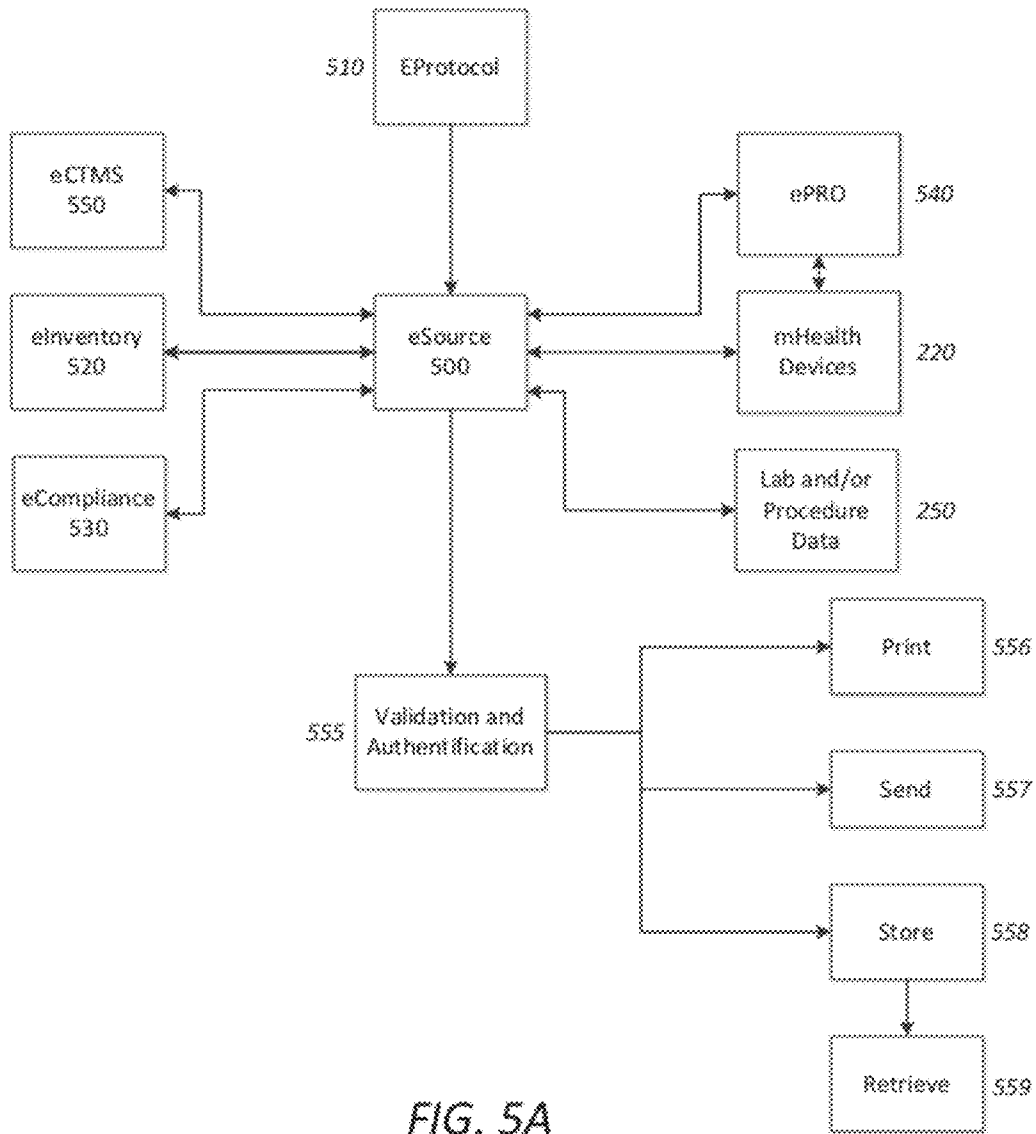 510
EProtocol
eCTMS
550
ePRO
540
eInventory
520
eSource
500
mHealth
Devices
220
eCompliance
530
Lab and/or
Procedure
Data
250
555
Validation and
Authentification
Print
556
Send
557
Store
558
Retrieve
559
FIG. 5A